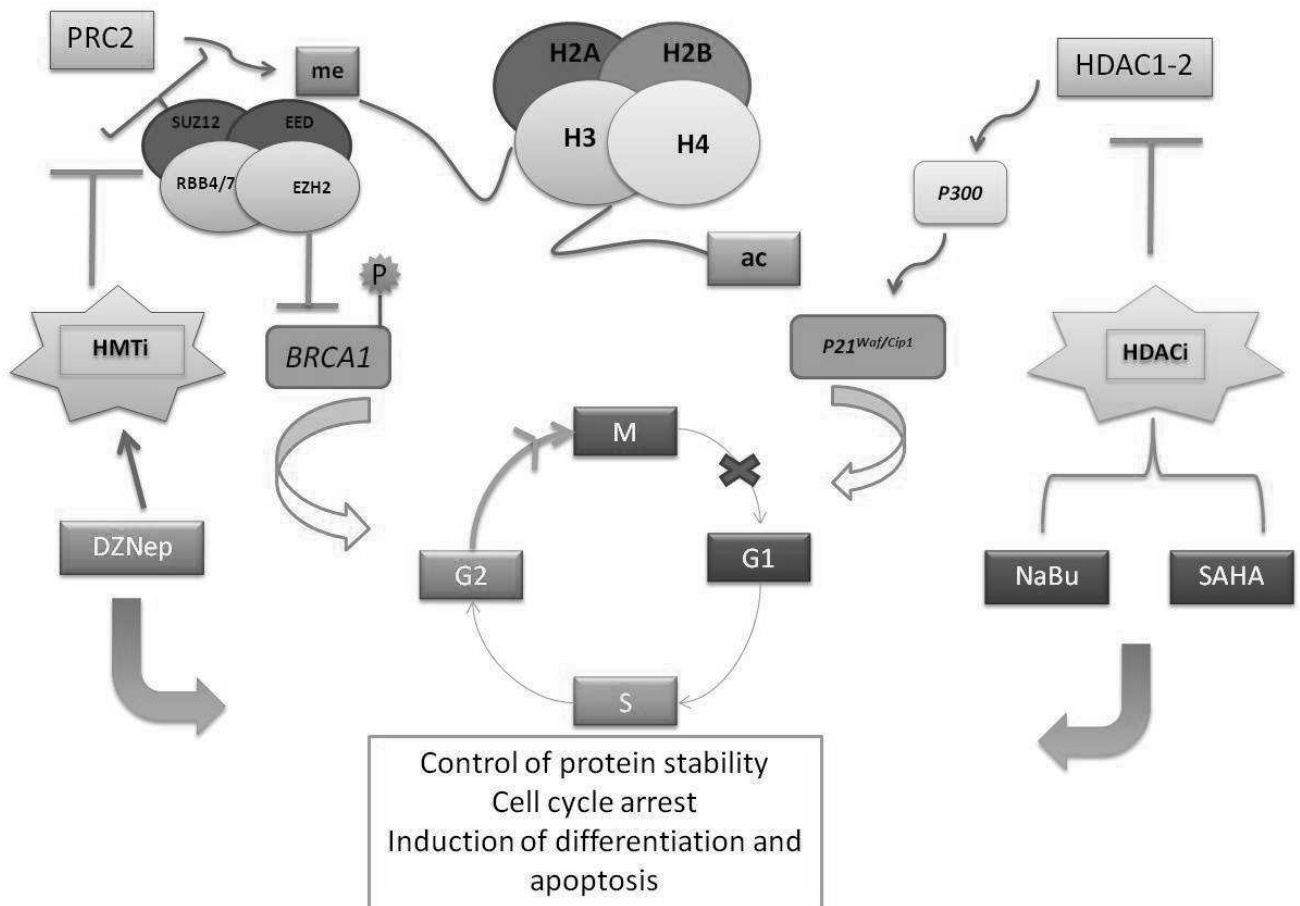 PRC2
me
H2A
H2B
HDAC1-2
SUZ12
EED
H3
H4
RBB4/7
EZH2
P300
ac
P
HMTi
BRCA1
P21Waf/Cip1
HDACi
M
DZNep
G2
G1
NaBu
SAHA
S
Control of protein stability
Cell cycle arrest
Induction of differentiation and
apoptosis